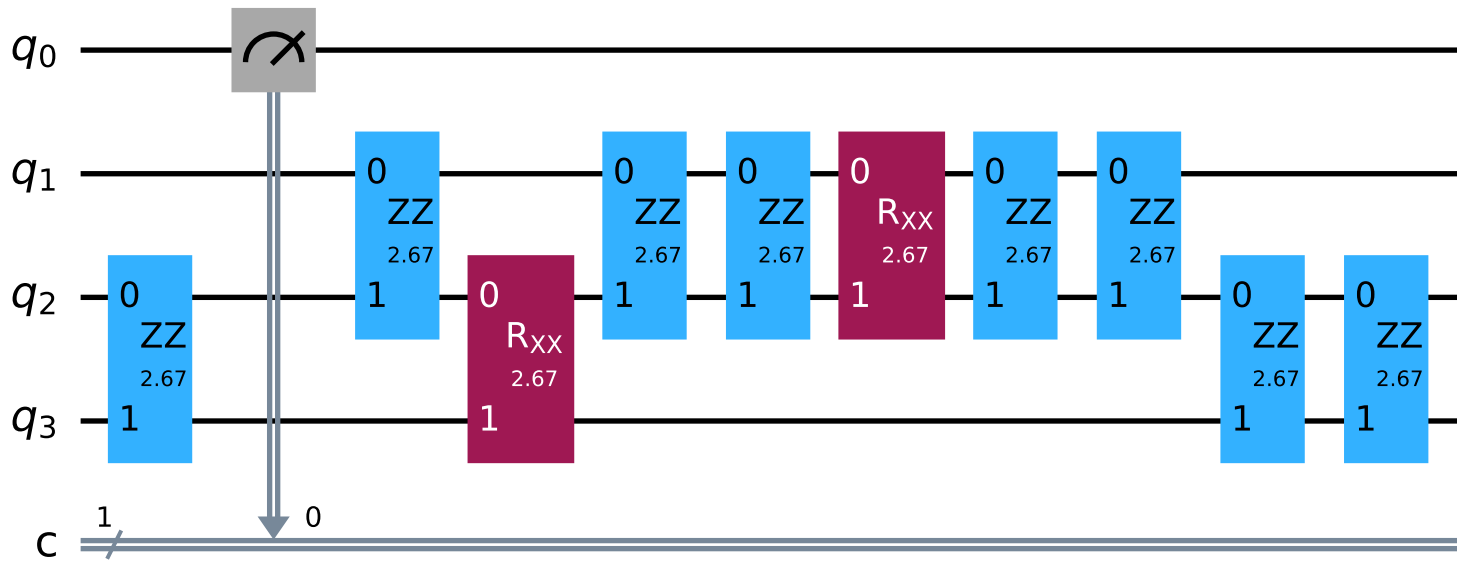 q0
0 0 0 0 0 0
q1
ZZ ZZ ZZ RXX ZZ ZZ
2.67 2.67 2.67 2.67 2.67 2.67
0 1 0 1 1 1 1 1 0 0
q2
ZZ RXX ZZ ZZ
2.67 2.67 2.67 2.67
1 1 1 1
q3
1 0
c